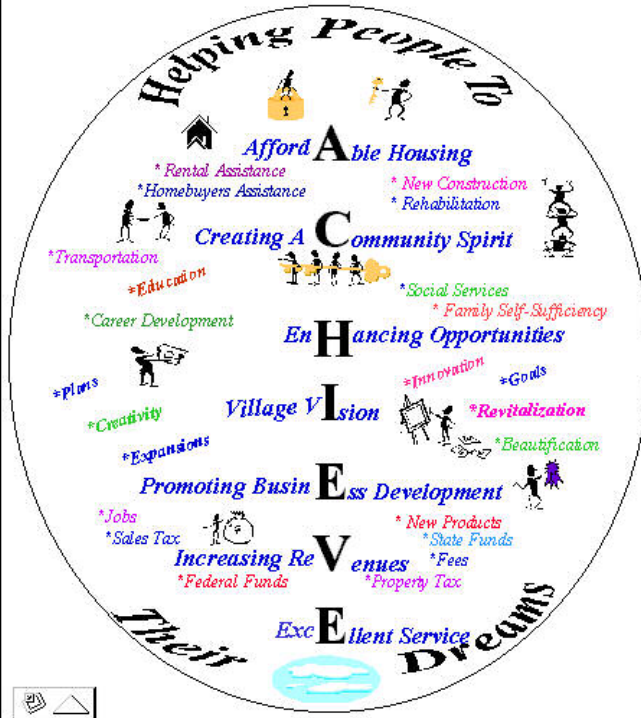 Helping People To
AffordAble Housing
* Rental Assistance
*Homebuyers Assistance
* New Construction
* Rehabilitation
Creating A Community Spirit
*Transportation
*Education
*Career Development
*Social Services
* Family Self-Sufficiency
EnHancing Opportunities
*Plans
*Creativity
*Expansions
*Innovation
*Goals
Village VIsion
*Revitalization
*Beautification
Promoting BusinEss Development
*Jobs
*Sales Tax
* New Products
*State Funds
*Fees
Increasing ReVenues
*Federal Funds
*Property Tax
ExcEllent Service
Their Dreams